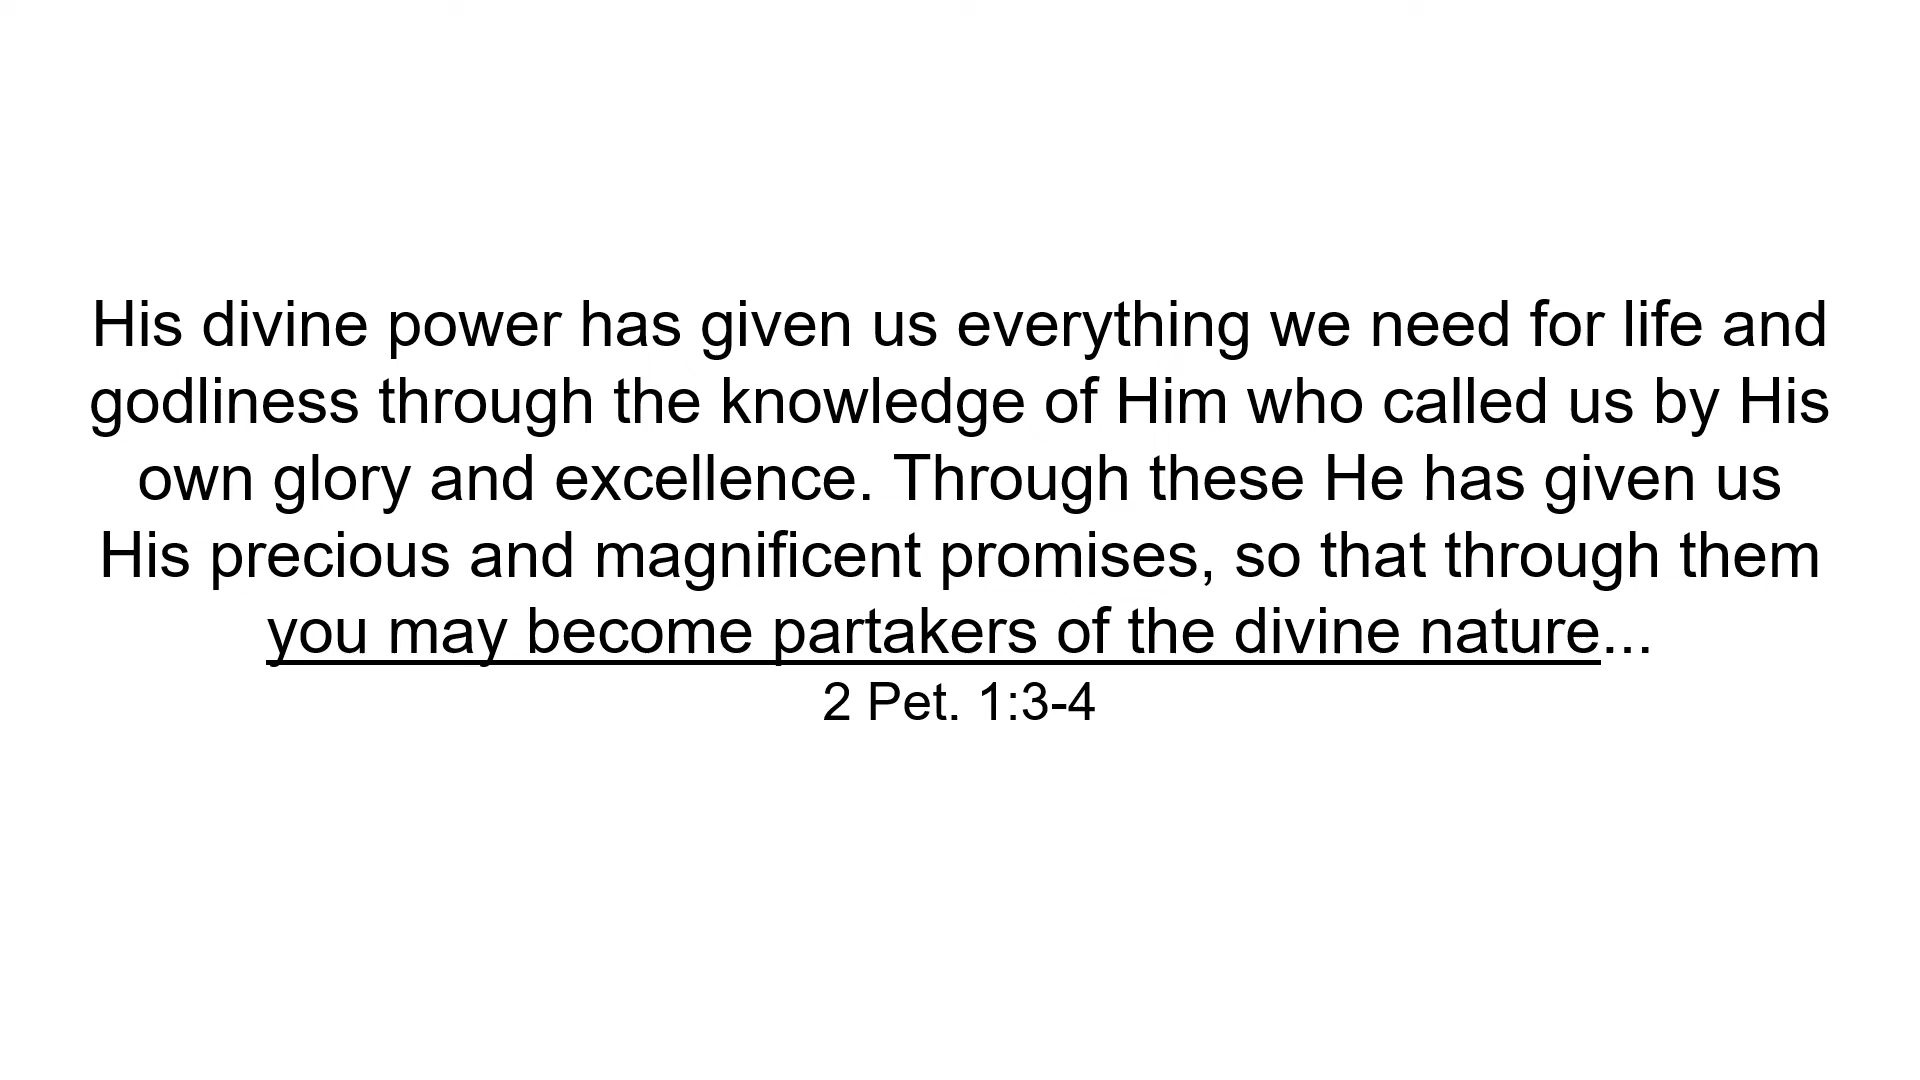 His divine power has given us everything we need for life and
godliness through the knowledge of Him who called us by His
own glory and excellence. Through these He has given us
His precious and magnificent promises, so that through them
you may become partakers of the divine nature...
2 Pet. 1:3-4